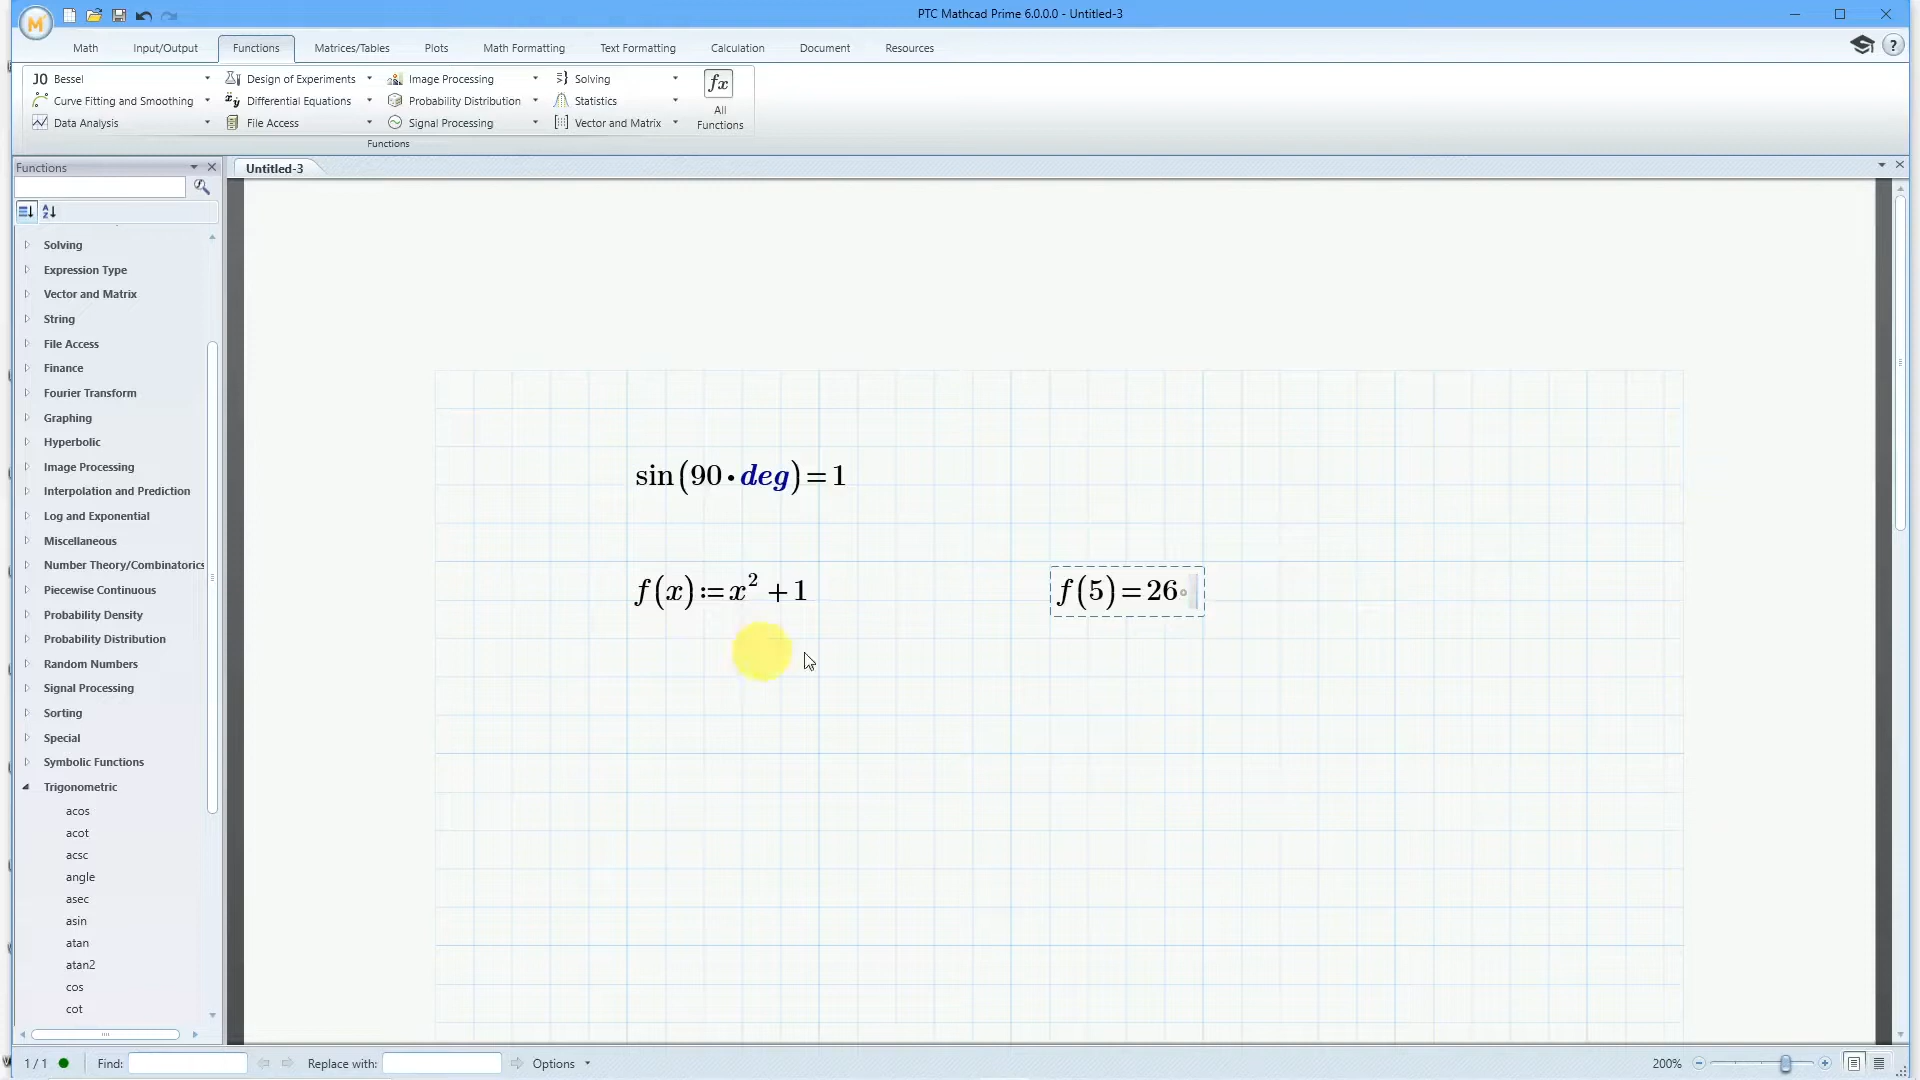 PTC Mathcad Prime 6.0.0.0 - Untitled-3
Math Input/Output Functions Matrices/Tables Plots Math Formatting Text Formatting Calculation Document Resources
Bessel
Curve Fitting and Smoothing
Data Analysis
Design of Experiments
Differential Equations
File Access
Image Processing
Probability Distribution
Signal Processing
Solving
Statistics
Vector and Matrix
fx
All
Functions
Functions
Functions
Untitled-3
Solving
Expression Type
Vector and Matrix
String
File Access
Finance
Fourier Transform
Graphing
Hyperbolic
Image Processing
Interpolation and Prediction
Log and Exponential
Miscellaneous
Number Theory/Combinatorics
Piecewise Continuous
Probability Density
Probability Distribution
Random Numbers
Signal Processing
Sorting
Special
Symbolic Functions
Trigonometric
acos
acot
acsc
angle
asec
asin
atan
atan2
cos
cot
sin(90·deg)=1
f(x):=x²+1
f(5)=26
1 / 1 Find: Replace with: Options 200%